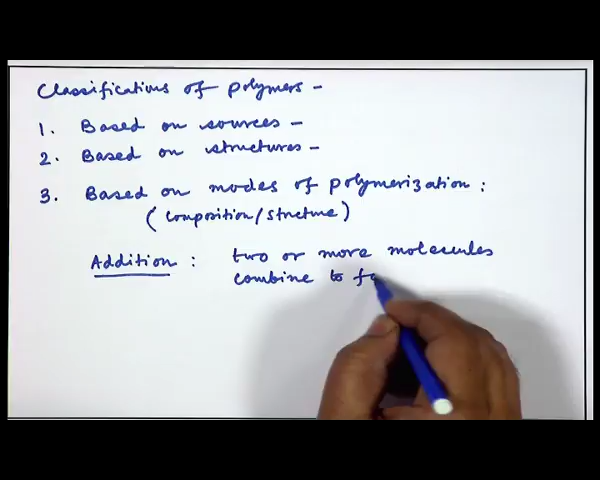 Classifications of polymers -
1. Based on sources -
2. Based on structures -
3. Based on modes of polymerization :
(composition/structure)
Addition : two or more molecules
combine to fo